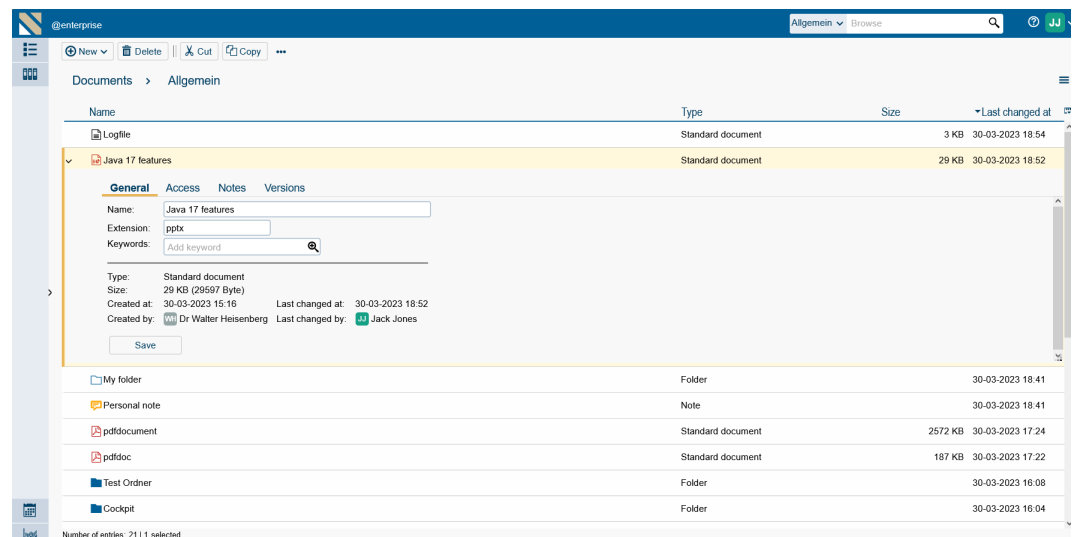 @enterprise
Allgemein Browse
JJ
New Delete Cut Copy
Documents > Allgemein
Name Type Size Last changed at
Logfile Standard document 3 KB 30-03-2023 18:54
Java 17 features Standard document 29 KB 30-03-2023 18:52
General Access Notes Versions
Name: Java 17 features
Extension: pptx
Keywords: Add keyword
Type: Standard document
Size: 29 KB (29597 Byte)
Created at: 30-03-2023 15:16 Last changed at: 30-03-2023 18:52
Created by: WH Dr Walter Heisenberg Last changed by: JJ Jack Jones
Save
My folder Folder 30-03-2023 18:41
Personal note Note 30-03-2023 18:41
pdfdocument Standard document 2572 KB 30-03-2023 17:24
pdfdoc Standard document 187 KB 30-03-2023 17:22
Test Ordner Folder 30-03-2023 16:08
Cockpit Folder 30-03-2023 16:04
Number of entries: 21 | 1 selected